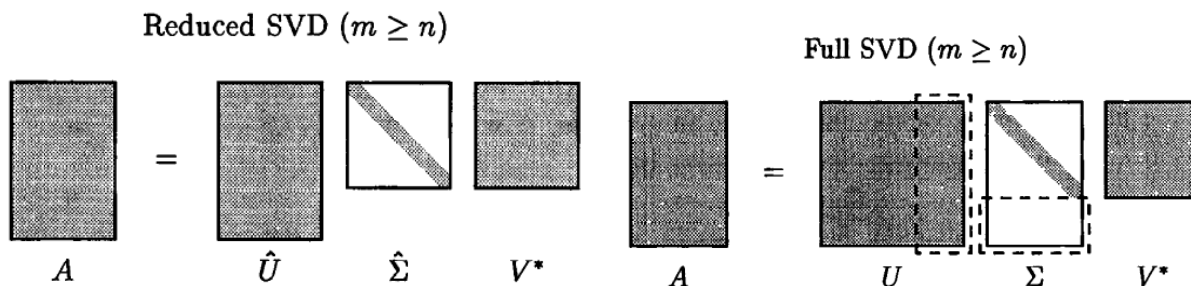 Reduced SVD (m ≥ n)
A = Û Σ̂ V*
Full SVD (m ≥ n)
A = U Σ V*